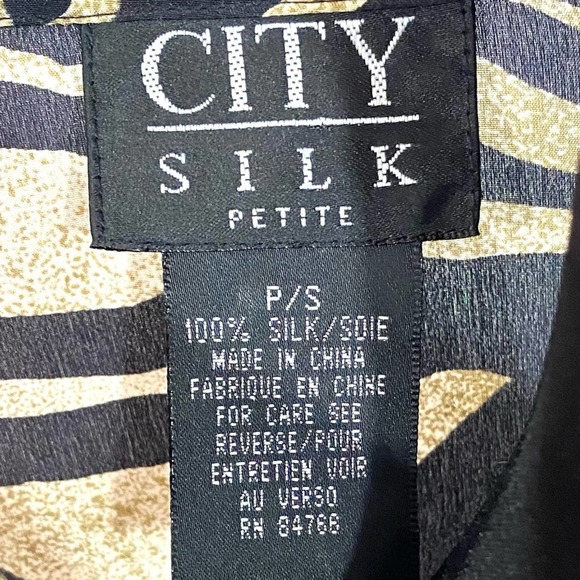 CITY
SILK
PETITE
P/S
100% SILK/SOIE
MADE IN CHINA
FABRIQUE EN CHINE
FOR CARE SEE
REVERSE/POUR
ENTRETIEN VOIR
AU VERSO
RN 84768